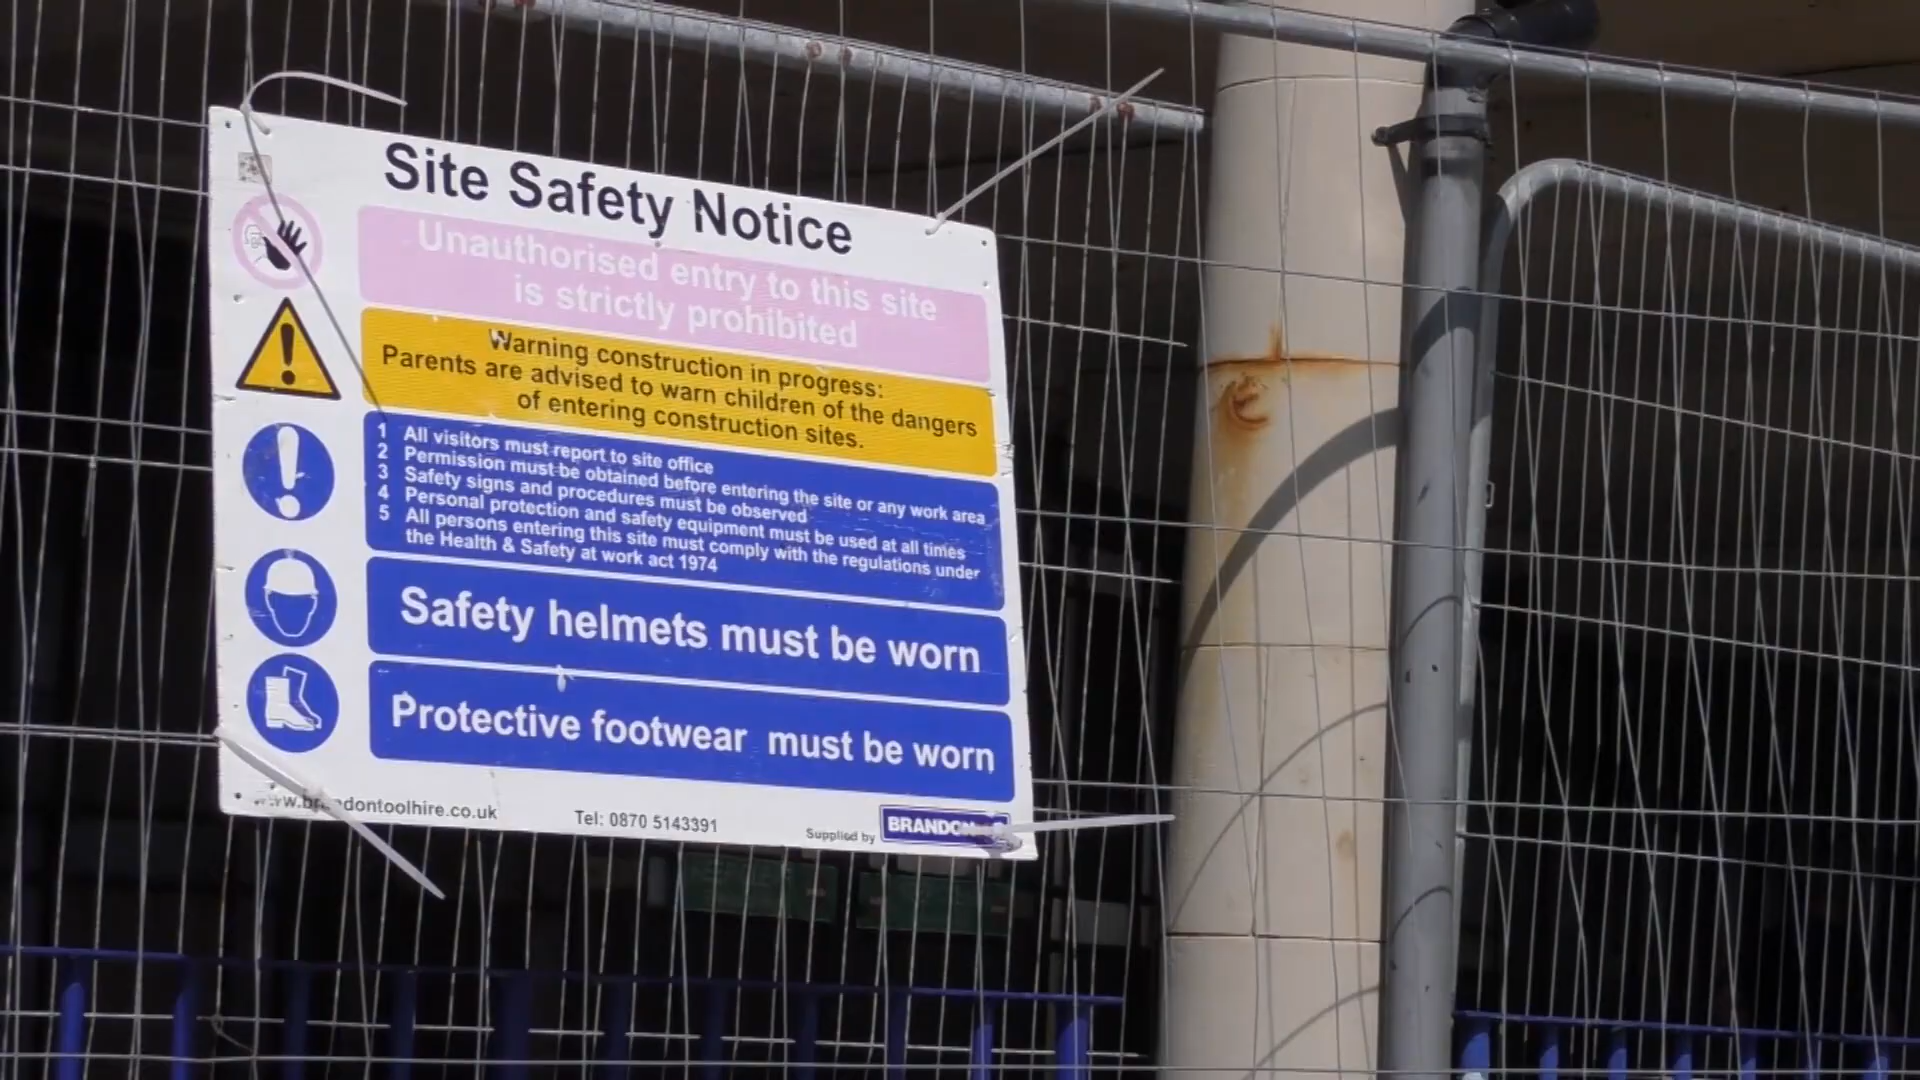 Site Safety Notice
Unauthorised entry to this site
is strictly prohibited
Warning construction in progress:
Parents are advised to warn children of the dangers
of entering construction sites.
1 All visitors must report to site office
2 Permission must be obtained before entering the site or any work area
3 Safety signs and procedures must be observed
4 Personal protection and safety equipment must be used at all times
5 All persons entering this site must comply with the regulations under
the Health & Safety at work act 1974
Safety helmets must be worn
Protective footwear must be worn
Tel: 0870 5143391
Supplied by